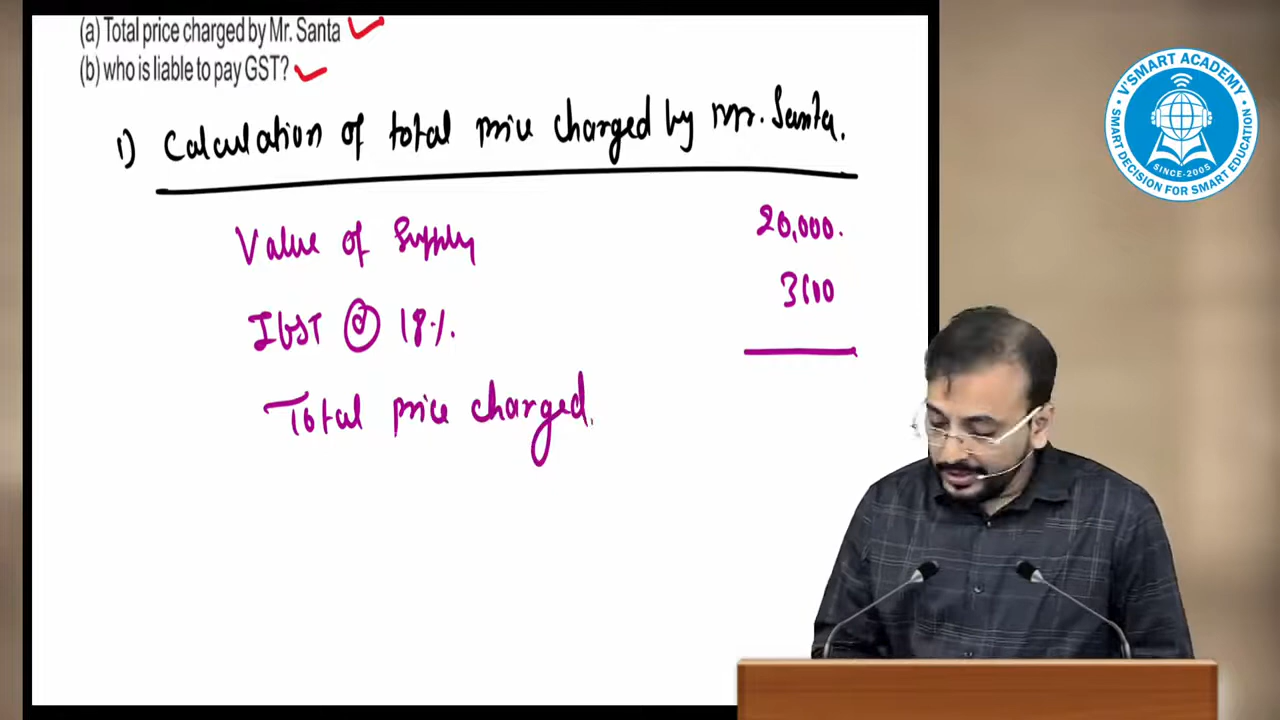 (a) Total price charged by Mr. Santa
(b) who is liable to pay GST?
1) Calculation of total price charged by Mr. Santa.
Value of Supply 20,000.
IGST @ 18% 3600
Total price charged.
V'SMART ACADEMY
SMART DECISION FOR SMART EDUCATION
SINCE-2005